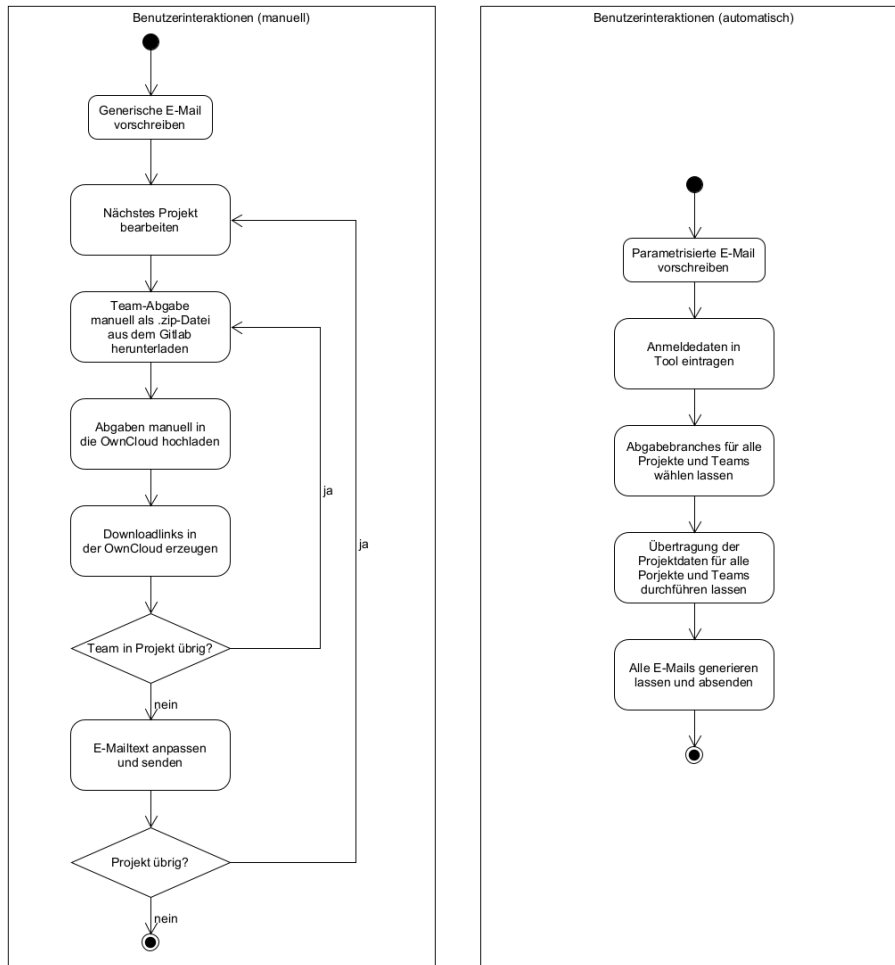 Benutzerinteraktionen (manuell)
Generische E-Mail
vorschreiben
Nächstes Projekt
bearbeiten
Team-Abgabe
manuell als .zip-Datei
aus dem Gitlab
herunterladen
Abgaben manuell in
die OwnCloud hochladen
Downloadlinks in
der OwnCloud erzeugen
Team in Projekt übrig?
ja
nein
E-Mailtext anpassen
und senden
Projekt übrig?
ja
nein
Benutzerinteraktionen (automatisch)
Parametrisierte E-Mail
vorschreiben
Anmeldedaten in
Tool eintragen
Abgabebranches für alle
Projekte und Teams
wählen lassen
Übertragung der
Projektdaten für alle
Porjekte und Teams
durchführen lassen
Alle E-Mails generieren
lassen und absenden